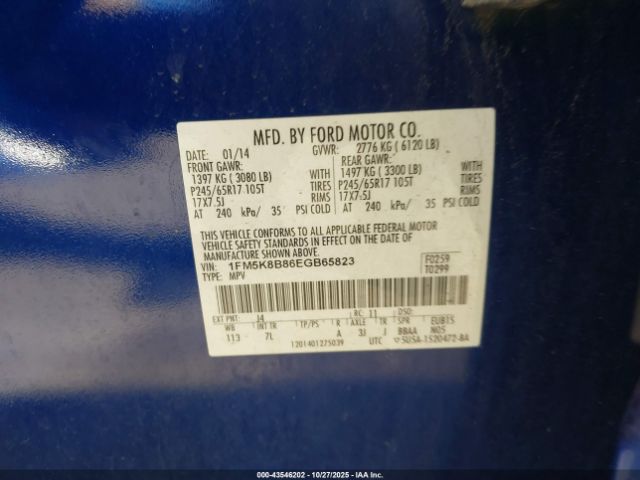 MFD. BY FORD MOTOR CO.
DATE: 01/14 GVWR: 2776 KG ( 6120 LB)
FRONT GAWR: REAR GAWR:
1397 KG ( 3080 LB) WITH 1497 KG ( 3300 LB) WITH
P245/65R17 105T TIRES P245/65R17 105T TIRES
17X7.5J RIMS 17X7.5J RIMS
AT 240 kPa/ 35 PSI COLD AT 240 kPa/ 35 PSI COLD
THIS VEHICLE CONFORMS TO ALL APPLICABLE FEDERAL MOTOR
VEHICLE SAFETY STANDARDS IN EFFECT ON THE DATE OF
MANUFACTURE SHOWN ABOVE.
VIN: 1FM5K8B86EGB65823 F0259
TYPE: MPV T0299
EXT PNT: J4 RC: 11 DSO:
WB INT TR TP/PS R AXLE TR SPR EUB15
113 7L A 3J J BBAA N05
1201401275039 UTC 5USA-1520472-BA
000-43546202 - 10/27/2025 - IAAI.COM